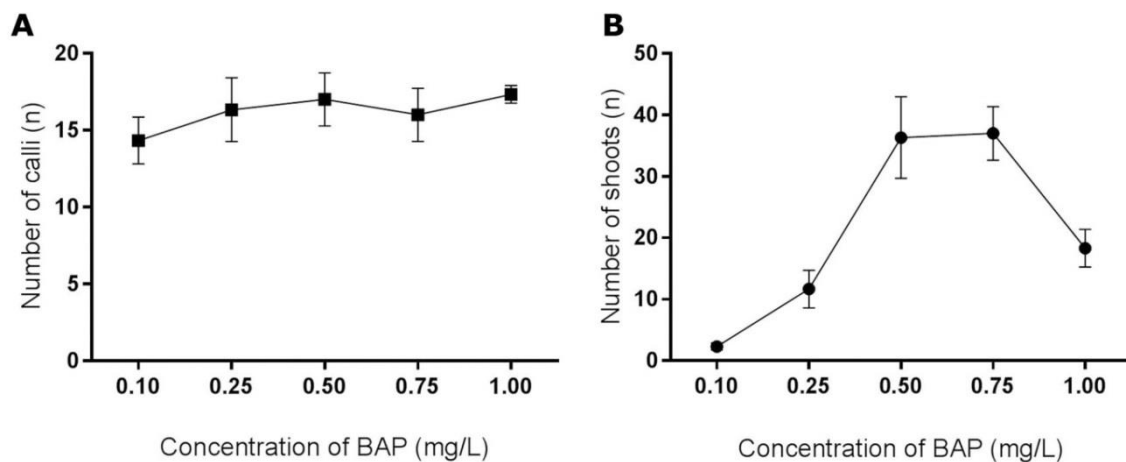 A
Number of calli (n)
20
15
10
5
0
0.10 0.25 0.50 0.75 1.00
Concentration of BAP (mg/L)
B
Number of shoots (n)
50
40
30
20
10
0
0.10 0.25 0.50 0.75 1.00
Concentration of BAP (mg/L)